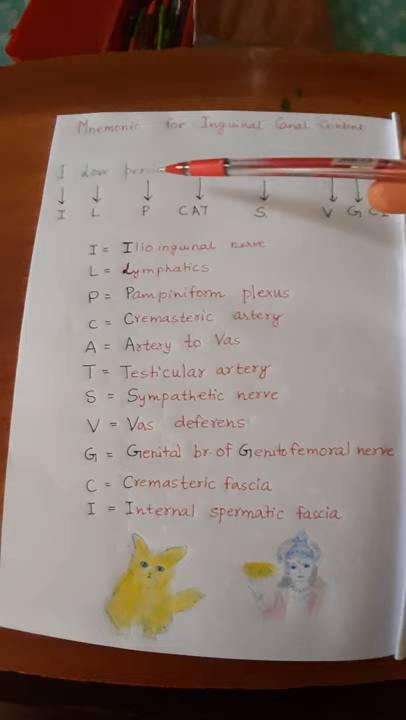 Mnemonic for Inguinal Canal Content
I love
I L P CAT S V G C
I = Ilioinguinal nerve
L = Lymphatics
P = Pampiniform plexus
C = Cremasteric artery
A = Artery to Vas
T = Testicular artery
S = Sympathetic nerve
V = Vas deferens
G = Genital br. of Genitofemoral nerve
C = Cremasteric fascia
I = Internal spermatic fascia